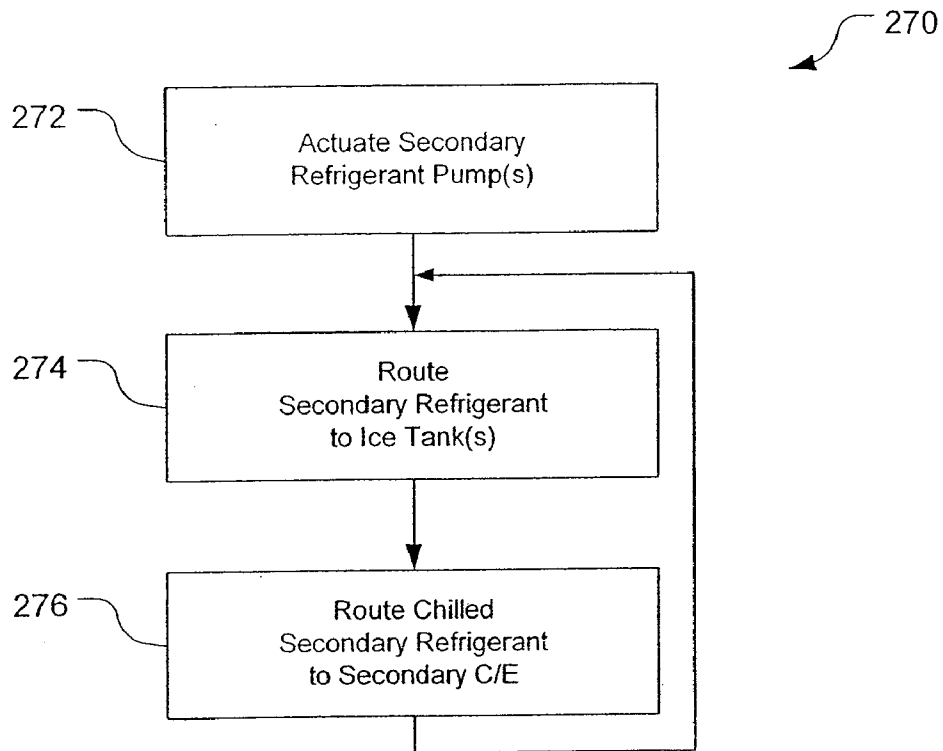 270
272
Actuate Secondary
Refrigerant Pump(s)
274
Route
Secondary Refrigerant
to Ice Tank(s)
276
Route Chilled
Secondary Refrigerant
to Secondary C/E